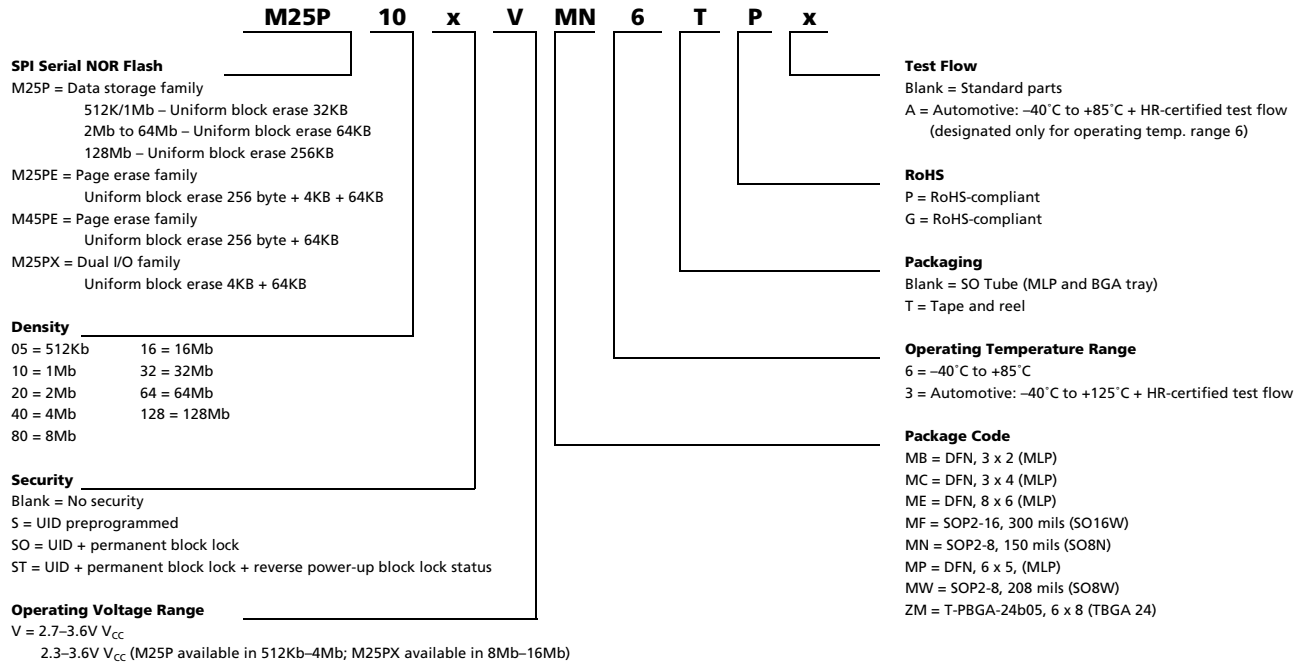 M25P 10 x V MN 6 T P x
SPI Serial NOR Flash
M25P = Data storage family
512K/1Mb – Uniform block erase 32KB
2Mb to 64Mb – Uniform block erase 64KB
128Mb – Uniform block erase 256KB
M25PE = Page erase family
Uniform block erase 256 byte + 4KB + 64KB
M45PE = Page erase family
Uniform block erase 256 byte + 64KB
M25PX = Dual I/O family
Uniform block erase 4KB + 64KB
Density
05 = 512Kb 16 = 16Mb
10 = 1Mb 32 = 32Mb
20 = 2Mb 64 = 64Mb
40 = 4Mb 128 = 128Mb
80 = 8Mb
Security
Blank = No security
S = UID preprogrammed
SO = UID + permanent block lock
ST = UID + permanent block lock + reverse power-up block lock status
Operating Voltage Range
V = 2.7–3.6V VCC
2.3–3.6V VCC (M25P available in 512Kb–4Mb; M25PX available in 8Mb–16Mb)
Test Flow
Blank = Standard parts
A = Automotive: –40˚C to +85˚C + HR-certified test flow
(designated only for operating temp. range 6)
RoHS
P = RoHS-compliant
G = RoHS-compliant
Packaging
Blank = SO Tube (MLP and BGA tray)
T = Tape and reel
Operating Temperature Range
6 = –40˚C to +85˚C
3 = Automotive: –40˚C to +125˚C + HR-certified test flow
Package Code
MB = DFN, 3 x 2 (MLP)
MC = DFN, 3 x 4 (MLP)
ME = DFN, 8 x 6 (MLP)
MF = SOP2-16, 300 mils (SO16W)
MN = SOP2-8, 150 mils (SO8N)
MP = DFN, 6 x 5, (MLP)
MW = SOP2-8, 208 mils (SO8W)
ZM = T-PBGA-24b05, 6 x 8 (TBGA 24)